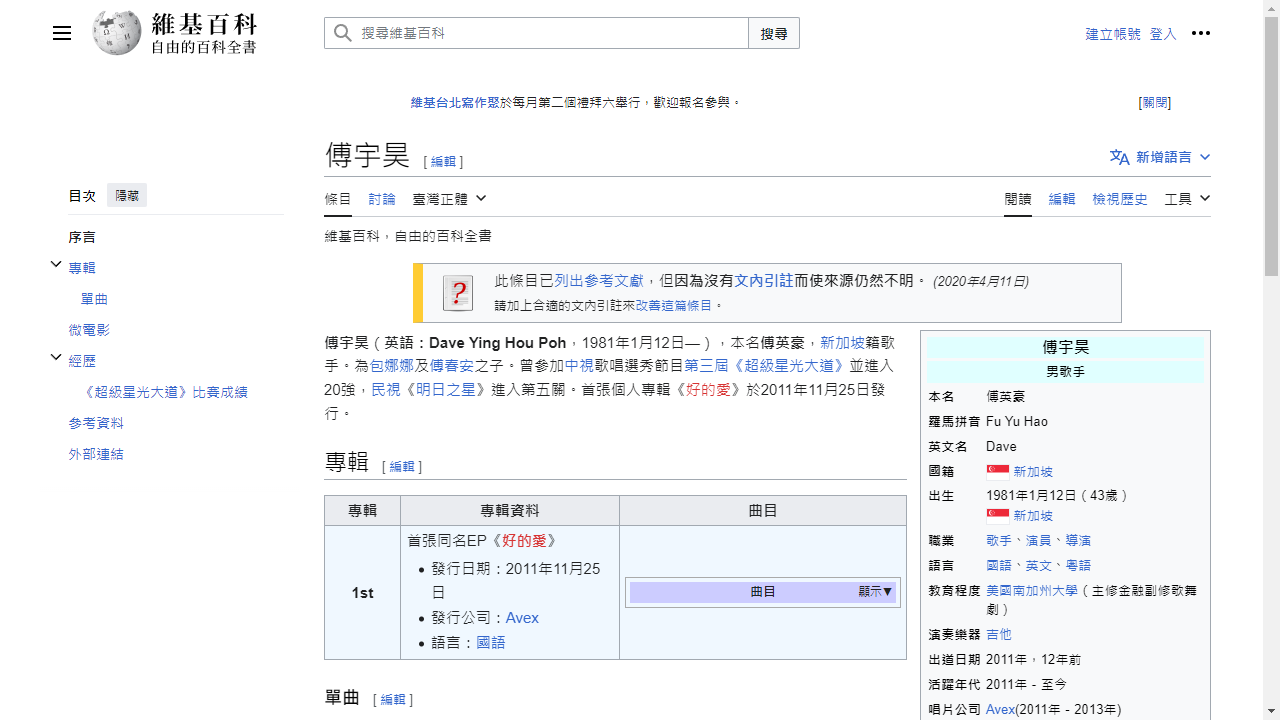 維基百科
自由的百科全書
搜尋維基百科
搜尋
建立帳號 登入
維基台北寫作聚於每月第二個禮拜六舉行，歡迎報名參與。
[關閉]
傅宇昊 [編輯]
新增語言
目次 隱藏
序言
專輯
單曲
微電影
經歷
《超級星光大道》比賽成績
參考資料
外部連結
條目 討論 臺灣正體
閱讀 編輯 檢視歷史 工具
維基百科，自由的百科全書
此條目已列出參考文獻，但因為沒有文內引註而使來源仍然不明。 (2020年4月11日)
請加上合適的文內引註來改善這篇條目。
傅宇昊（英語：Dave Ying Hou Poh，1981年1月12日—），本名傅英豪，新加坡籍歌
手。為包娜娜及傅春安之子。曾參加中視歌唱選秀節目第三屆《超級星光大道》並進入
20強，民視《明日之星》進入第五關。首張個人專輯《好的愛》於2011年11月25日發
行。
專輯 [編輯]
專輯 專輯資料 曲目
1st
首張同名EP《好的愛》
發行日期：2011年11月25
日
發行公司：Avex
語言：國語
曲目 顯示▼
單曲 [編輯]
傅宇昊
男歌手
本名 傅英豪
羅馬拼音 Fu Yu Hao
英文名 Dave
國籍 新加坡
出生 1981年1月12日（43歲）
新加坡
職業 歌手、演員、導演
語言 國語、英文、粵語
教育程度 美國南加州大學（主修金融副修歌舞
劇）
演奏樂器 吉他
出道日期 2011年，12年前
活躍年代 2011年－至今
唱片公司 Avex(2011年－2013年)